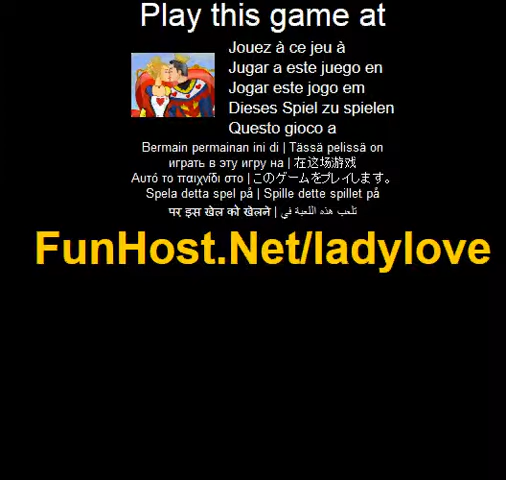 Play this game at
Jouez à ce jeu à
Jugar a este juego en
Jogar este jogo em
Dieses Spiel zu spielen
Questo gioco a
Bermain permainan ini di | Tässä pelissä on
играть в эту игру на | 在这场游戏
Αυτό το παιχνίδι στο | このゲームをプレイします。
Spela detta spel på | Spille dette spillet på
पर इस खेल को खेलने | تلعب هذه اللعبة في
FunHost.Net/ladylove